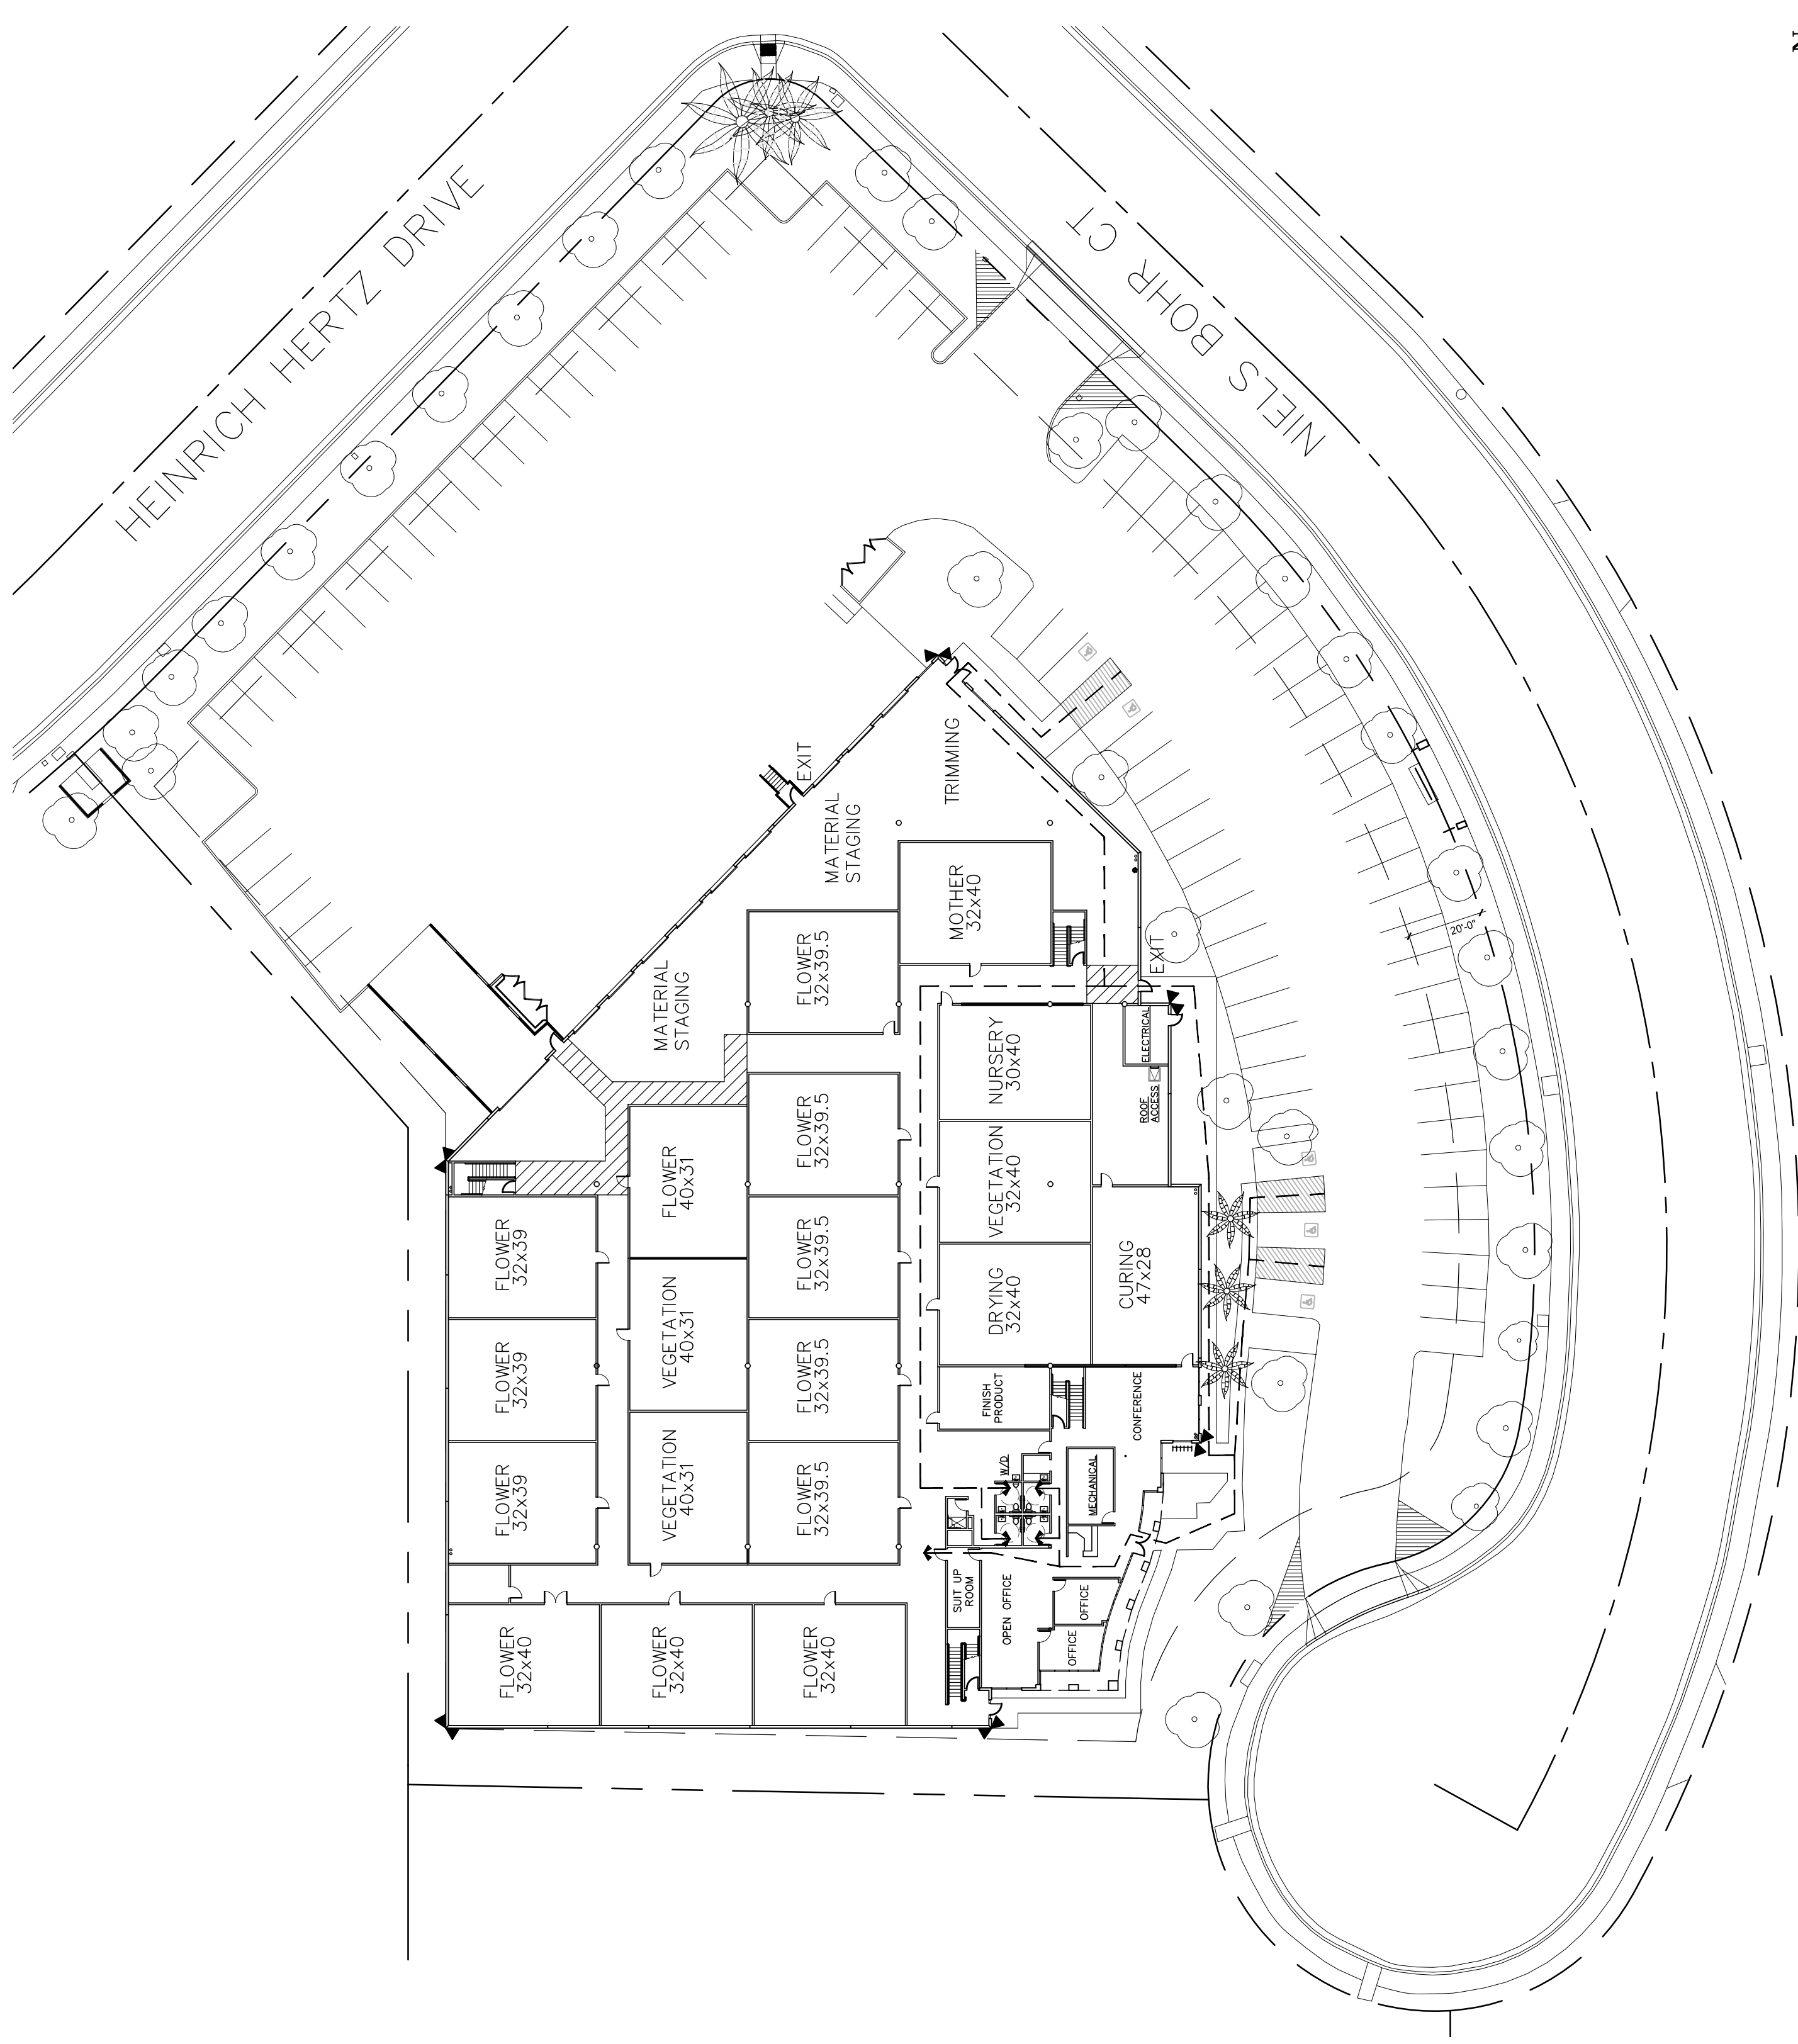 N
HEINRICH HERTZ DRIVE
NIELS BOHR CT
EXIT
TRIMMING
MATERIAL
STAGING
MOTHER
32x40
EXIT
20'-0"
MATERIAL
STAGING
FLOWER
32x39.5
NURSERY
30x40
ELECTRICAL
ROOF
ACCESS
FLOWER
40x31
FLOWER
32x39.5
VEGETATION
32x40
FLOWER
32x39
FLOWER
32x39.5
DRYING
32x40
CURING
47x28
FLOWER
32x39
VEGETATION
40x31
FLOWER
32x39.5
FINISH
PRODUCT
CONFERENCE
FLOWER
32x39
VEGETATION
40x31
FLOWER
32x39.5
W/D
MECHANICAL
SUIT UP
ROOM
OPEN OFFICE
OFFICE
OFFICE
FLOWER
32x40
FLOWER
32x40
FLOWER
32x40